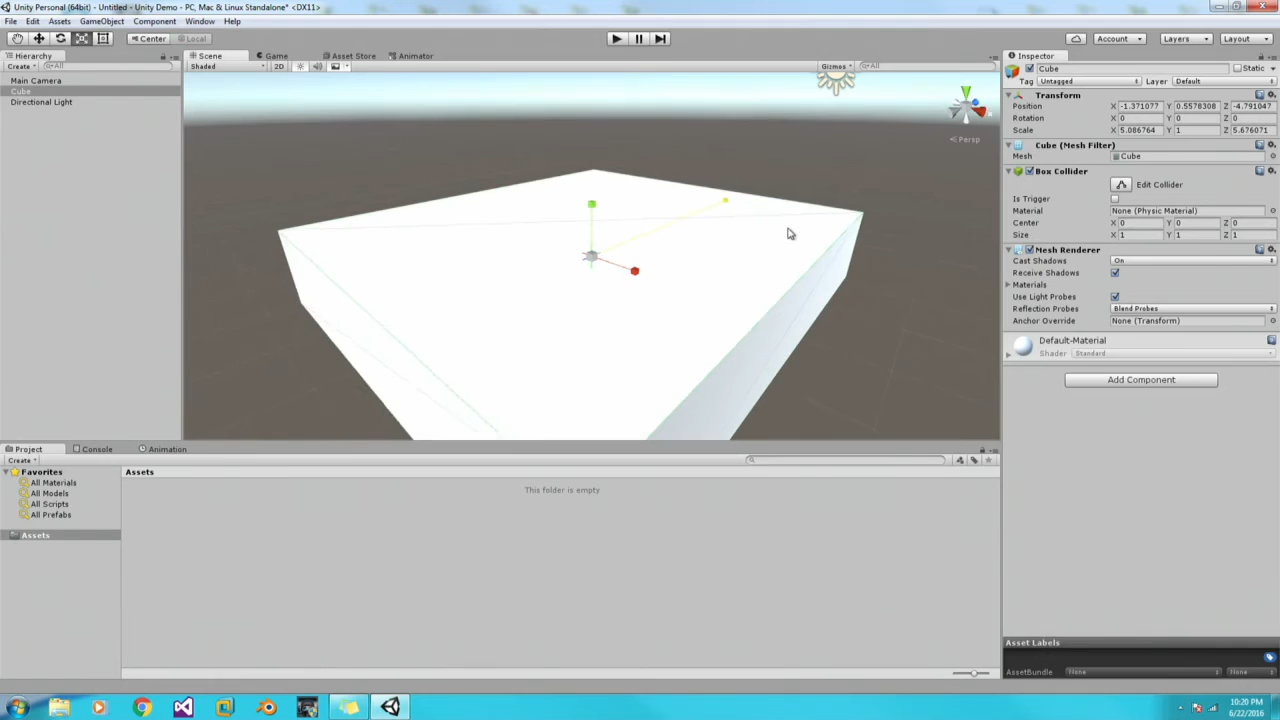 Unity Personal (64bit) - Untitled - Unity Demo - PC, Mac & Linux Standalone* <DX11>
File Edit Assets GameObject Component Window Help
Center Local Account Layers Layout
Hierarchy Scene Game Asset Store Animator Inspector
Create All Shaded 2D Gizmos All
Cube Static
Main Camera
Tag Untagged Layer Default
Cube
Directional Light
Transform
Position X -1.371077 Y 0.5578308 Z -4.791047
Rotation X 0 Y 0 Z 0
Scale X 5.086764 Y 1 Z 5.676071
Persp
Cube (Mesh Filter)
Mesh Cube
Box Collider
Edit Collider
Is Trigger
Material None (Physic Material)
Center X 0 Y 0 Z 0
Size X 1 Y 1 Z 1
Mesh Renderer
Cast Shadows On
Receive Shadows
Materials
Use Light Probes
Reflection Probes Blend Probes
Anchor Override None (Transform)
Default-Material
Shader Standard
Add Component
Project Console Animation
Create
Favorites Assets
All Materials
All Models
All Scripts
All Prefabs
This folder is empty
Assets
Asset Labels
AssetBundle None None
10:20 PM
6/22/2016